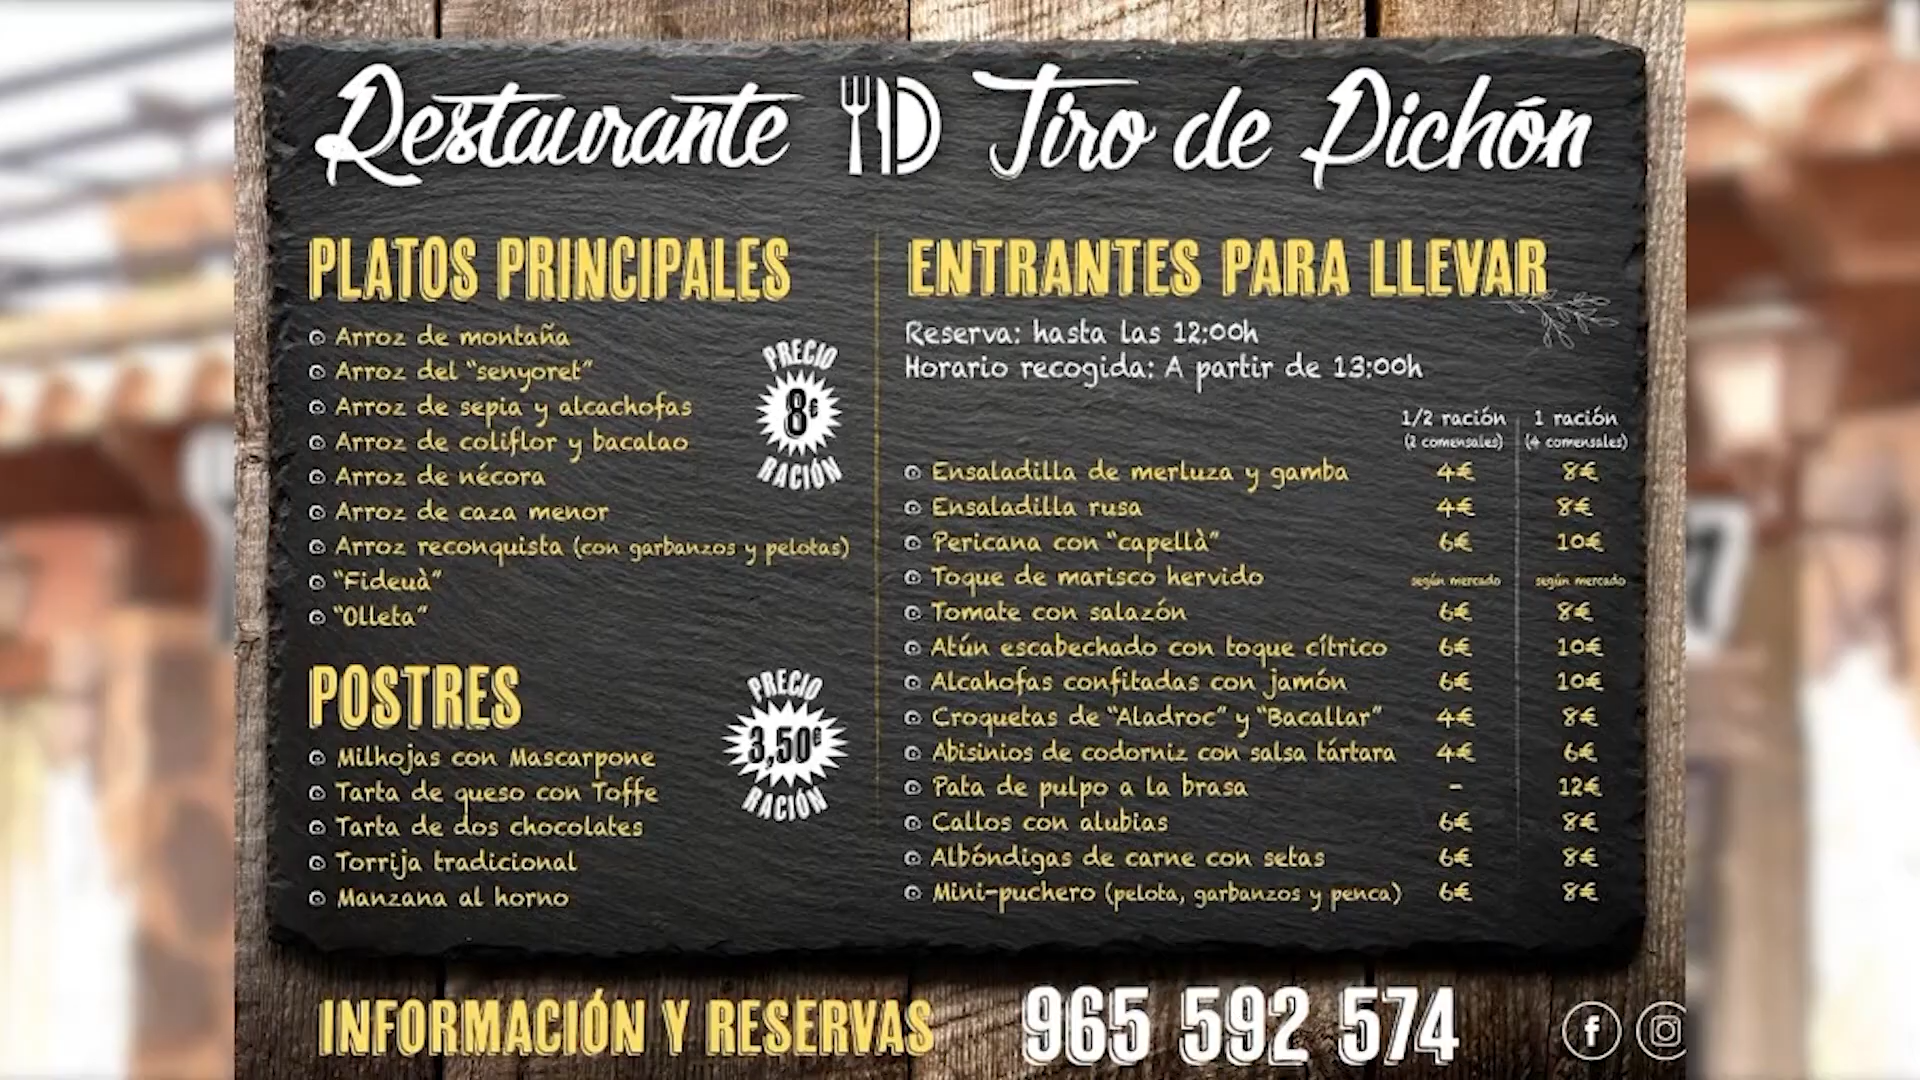 Restaurante Tiro de Pichón
PLATOS PRINCIPALES
Arroz de montaña
Arroz del “senyoret”
Arroz de sepia y alcachofas
Arroz de coliflor y bacalao
Arroz de nécora
Arroz de caza menor
Arroz reconquista (con garbanzos y pelotas)
“Fideuà”
“Olleta”
PRECIO
8€
RACIÓN
POSTRES
Milhojas con Mascarpone
Tarta de queso con Toffe
Tarta de dos chocolates
Torrija tradicional
Manzana al horno
PRECIO
3,50€
RACIÓN
ENTRANTES PARA LLEVAR
Reserva: hasta las 12:00h
Horario recogida: A partir de 13:00h
1/2 ración 1 ración
(2 comensales) (4 comensales)
Ensaladilla de merluza y gamba 4€ 8€
Ensaladilla rusa 4€ 8€
Pericana con “capellà” 6€ 10€
Toque de marisco hervido según mercado según mercado
Tomate con salazón 6€ 8€
Atún escabechado con toque cítrico 6€ 10€
Alcahofas confitadas con jamón 6€ 10€
Croquetas de “Aladroc” y “Bacallar” 4€ 8€
Abisinios de codorniz con salsa tártara 4€ 6€
Pata de pulpo a la brasa - 12€
Callos con alubias 6€ 8€
Albóndigas de carne con setas 6€ 8€
Mini-puchero (pelota, garbanzos y penca) 6€ 8€
INFORMACIÓN Y RESERVAS 965 592 574